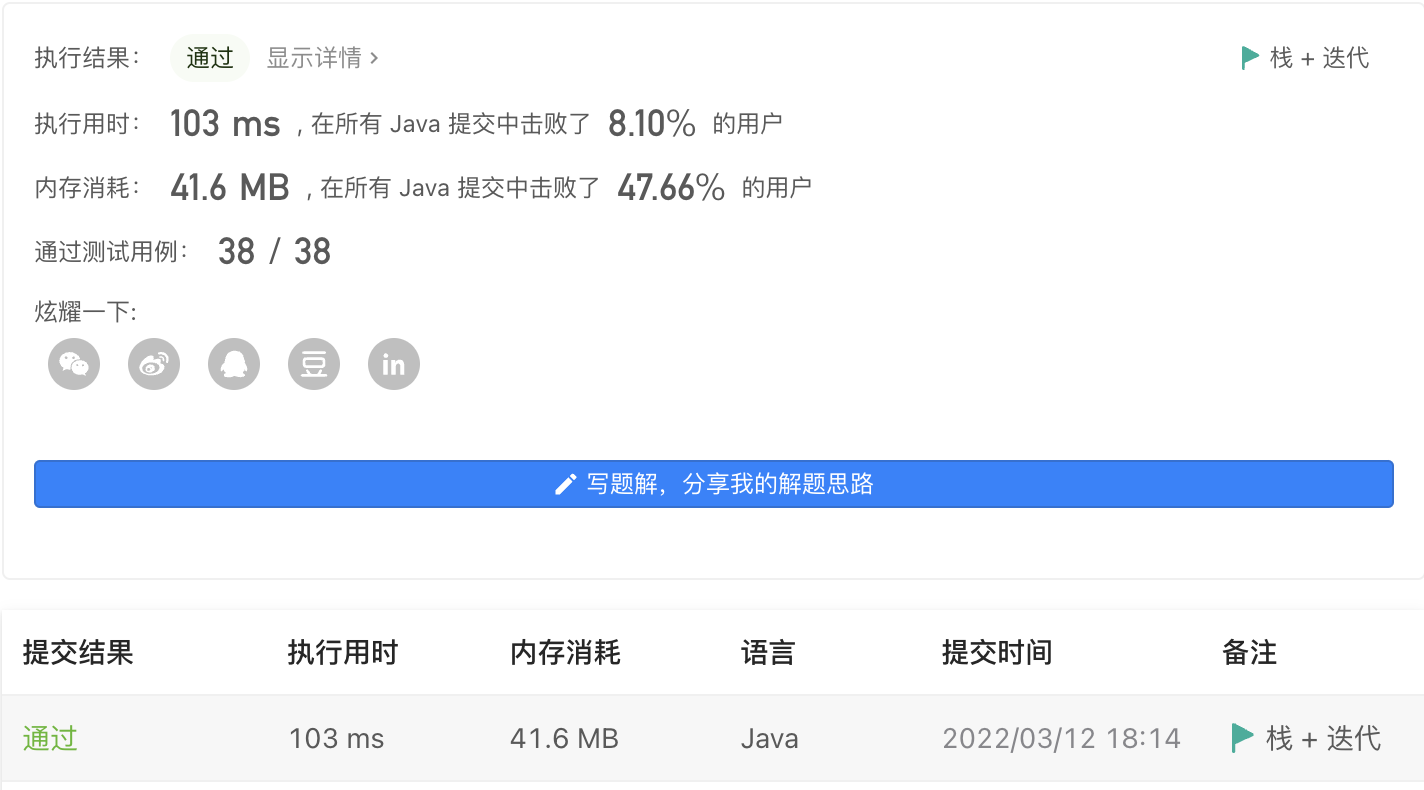 执行结果： 通过 显示详情 > 栈 + 迭代
执行用时： 103 ms , 在所有 Java 提交中击败了 8.10% 的用户
内存消耗： 41.6 MB , 在所有 Java 提交中击败了 47.66% 的用户
通过测试用例： 38 / 38
炫耀一下:
豆 in
写题解，分享我的解题思路
提交结果 执行用时 内存消耗 语言 提交时间 备注
通过 103 ms 41.6 MB Java 2022/03/12 18:14 栈 + 迭代